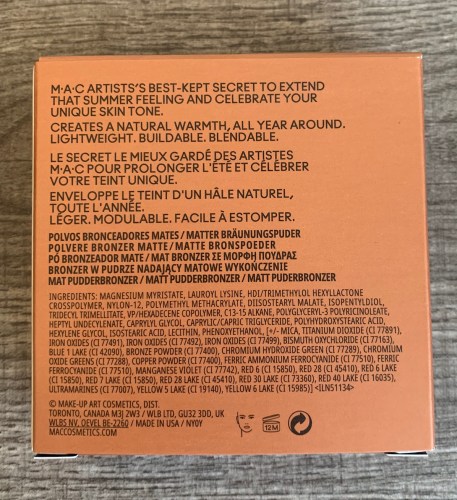 M·A·C ARTISTS'S BEST-KEPT SECRET TO EXTEND
THAT SUMMER FEELING AND CELEBRATE YOUR
UNIQUE SKIN TONE.
CREATES A NATURAL WARMTH, ALL YEAR AROUND.
LIGHTWEIGHT. BUILDABLE. BLENDABLE.
LE SECRET LE MIEUX GARDÉ DES ARTISTES
M·A·C POUR PROLONGER L'ÉTÉ ET CÉLÉBRER
VOTRE TEINT UNIQUE.
ENVELOPPE LE TEINT D'UN HÂLE NATUREL,
TOUTE L'ANNÉE.
LÉGER. MODULABLE. FACILE À ESTOMPER.
POLVOS BRONCEADORES MATES / MATTER BRÄUNUNGSPUDER
POLVERE BRONZER MATTE / MATTE BRONSPOEDER
PÓ BRONZEADOR MATE / ΜΑΤ BRONZER ΣΕ ΜΟΡΦΗ ΠΟΥΔΡΑΣ
BRONZER W PUDRZE NADAJĄCY MATOWE WYKOŃCZENIE
MAT PUDDERBRONZER / MATT PUDDERBRONZER / MATT PUDERBRONZER
INGREDIENTS: MAGNESIUM MYRISTATE, LAUROYL LYSINE, HDI/TRIMETHYLOL HEXYLLACTONE
CROSSPOLYMER, NYLON-12, POLYMETHYL METHACRYLATE, DIISOSTEARYL MALATE, ISOPENTYLDIOL,
TRIDECYL TRIMELLITATE, VP/HEXADECENE COPOLYMER, C13-15 ALKANE, POLYGLYCERYL-3 POLYRICINOLEATE,
HEPTYL UNDECYLENATE, CAPRYLYL GLYCOL, CAPRYLIC/CAPRIC TRIGLYCERIDE, POLYHYDROXYSTEARIC ACID,
HEXYLENE GLYCOL, ISOSTEARIC ACID, LECITHIN, PHENOXYETHANOL, [+/- MICA, TITANIUM DIOXIDE (CI 77891),
IRON OXIDES (CI 77491), IRON OXIDES (CI 77492), IRON OXIDES (CI 77499), BISMUTH OXYCHLORIDE (CI 77163),
BLUE 1 LAKE (CI 42090), BRONZE POWDER (CI 77400), CHROMIUM HYDROXIDE GREEN (CI 77289), CHROMIUM
OXIDE GREENS (CI 77288), COPPER POWDER (CI 77400), FERRIC AMMONIUM FERROCYANIDE (CI 77510), FERRIC
FERROCYANIDE (CI 77510), MANGANESE VIOLET (CI 77742), RED 6 (CI 15850), RED 28 (CI 45410), RED 6 LAKE
(CI 15850), RED 7 LAKE (CI 15850), RED 28 LAKE (CI 45410), RED 30 LAKE (CI 73360), RED 40 LAKE (CI 16035),
ULTRAMARINES (CI 77007), YELLOW 5 LAKE (CI 19140), YELLOW 6 LAKE (CI 15985)] <ILN51134>
© MAKE-UP ART COSMETICS, DIST.
TORONTO, CANADA M3J 2W3 / WLB LTD, GU32 3DD, UK
WLBS NV. DEVEL BE-2260 / MADE IN USA / NY0Y
MACCOSMETICS.COM
12M